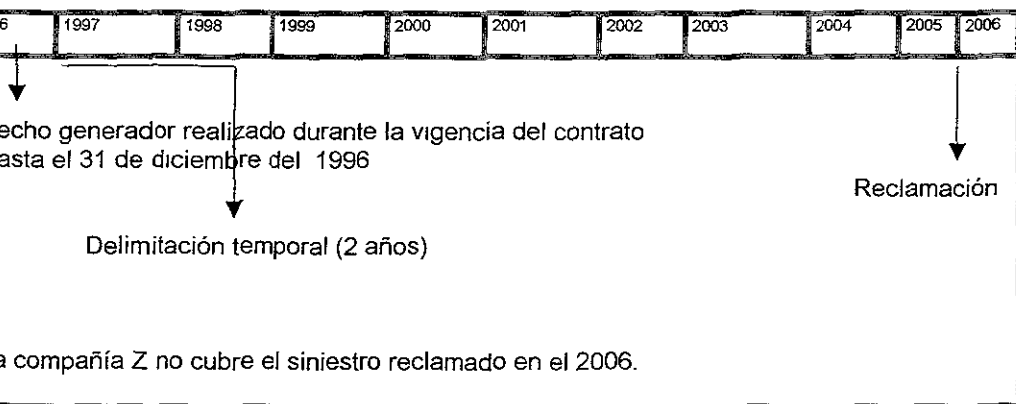 6 1997 1998 1999 2000 2001 2002 2003 2004 2005 2006
echo generador realizado durante la vigencia del contrato
asta el 31 de diciembre del 1996
Reclamación
Delimitación temporal (2 años)
a compañía Z no cubre el siniestro reclamado en el 2006.